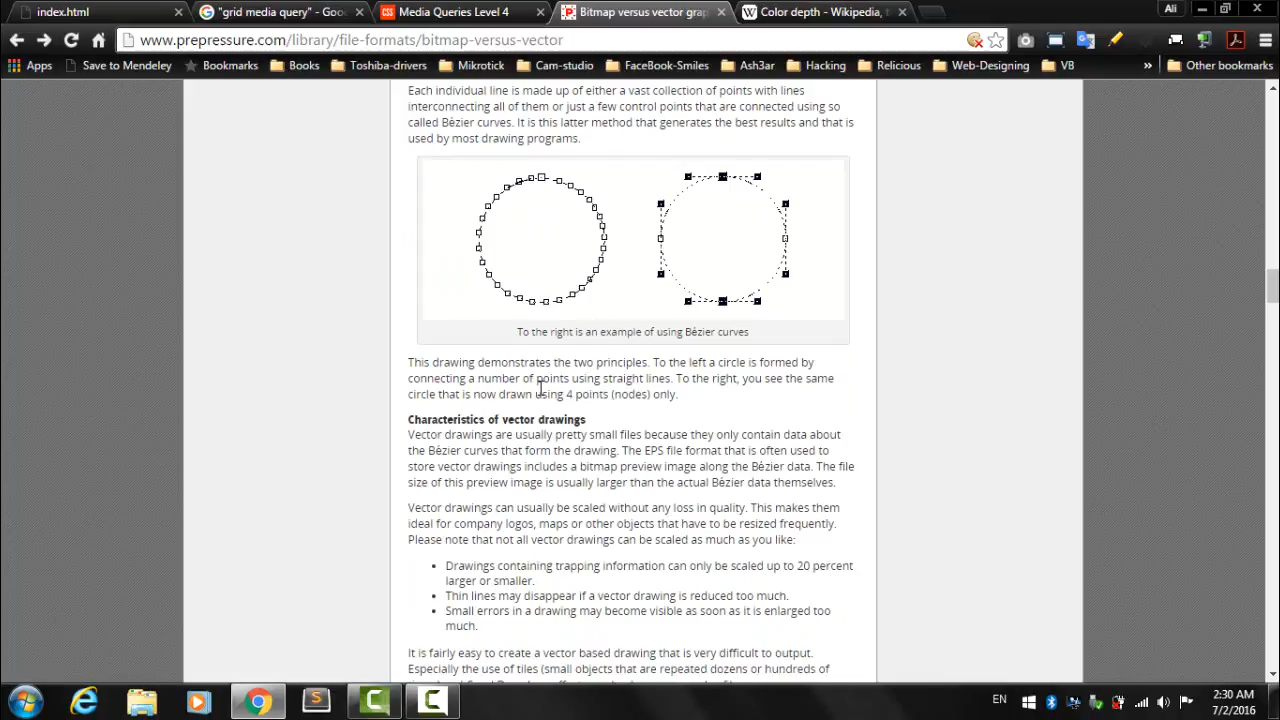 index.html
"grid media query" - Goo
Media Queries Level 4
Bitmap versus vector grap
Color depth - Wikipedia, t
Ali
www.prepressure.com/library/file-formats/bitmap-versus-vector
Apps Save to Mendeley Bookmarks Books Toshiba-drivers Mikrotick Cam-studio FaceBook-Smiles Ash3ar Hacking Relicious Web-Designing VB » Other bookmarks
Each individual line is made up of either a vast collection of points with lines
interconnecting all of them or just a few control points that are connected using so
called Bézier curves. It is this latter method that generates the best results and that is
used by most drawing programs.
To the right is an example of using Bézier curves
This drawing demonstrates the two principles. To the left a circle is formed by
connecting a number of points using straight lines. To the right, you see the same
circle that is now drawn using 4 points (nodes) only.
Characteristics of vector drawings
Vector drawings are usually pretty small files because they only contain data about
the Bézier curves that form the drawing. The EPS file format that is often used to
store vector drawings includes a bitmap preview image along the Bézier data. The file
size of this preview image is usually larger than the actual Bézier data themselves.
Vector drawings can usually be scaled without any loss in quality. This makes them
ideal for company logos, maps or other objects that have to be resized frequently.
Please note that not all vector drawings can be scaled as much as you like:
• Drawings containing trapping information can only be scaled up to 20 percent
larger or smaller.
• Thin lines may disappear if a vector drawing is reduced too much.
• Small errors in a drawing may become visible as soon as it is enlarged too
much.
It is fairly easy to create a vector based drawing that is very difficult to output.
Especially the use of tiles (small objects that are repeated dozens or hundreds of
EN
2:30 AM
7/2/2016